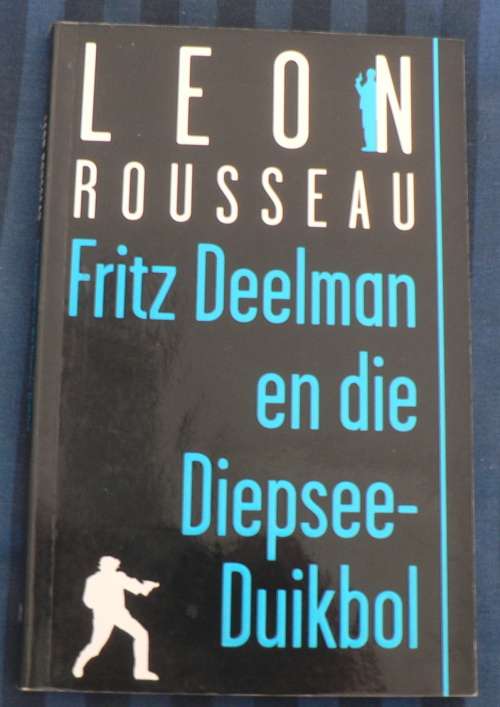 LEON
ROUSSEAU
Fritz Deelman
en die
Diepsee-
Duikbol